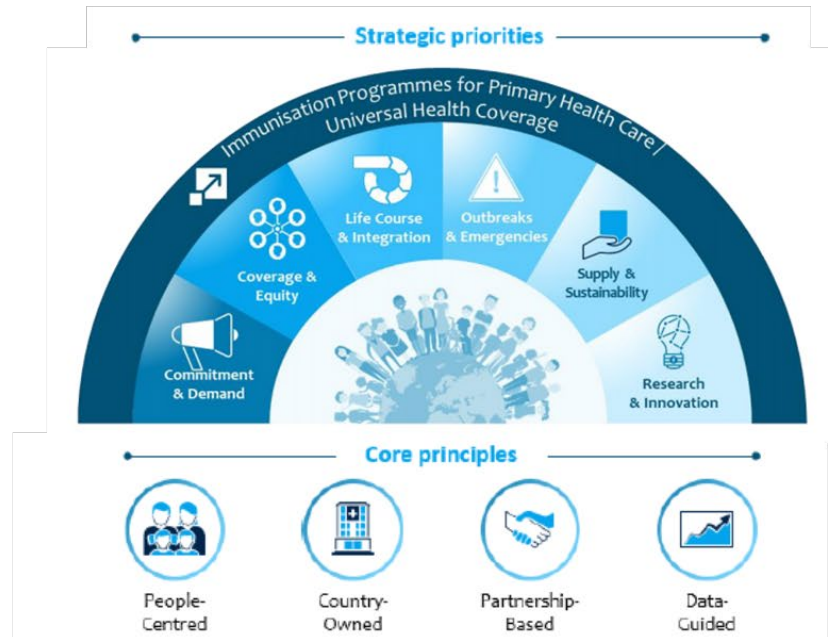 Strategic priorities
Immunisation Programmes for Primary Health Care /
Universal Health Coverage
Life Course
& Integration
Outbreaks
& Emergencies
Coverage &
Equity
Supply &
Sustainability
Commitment
& Demand
Research
& Innovation
Core principles
People-
Centred
Country-
Owned
Partnership-
Based
Data-
Guided